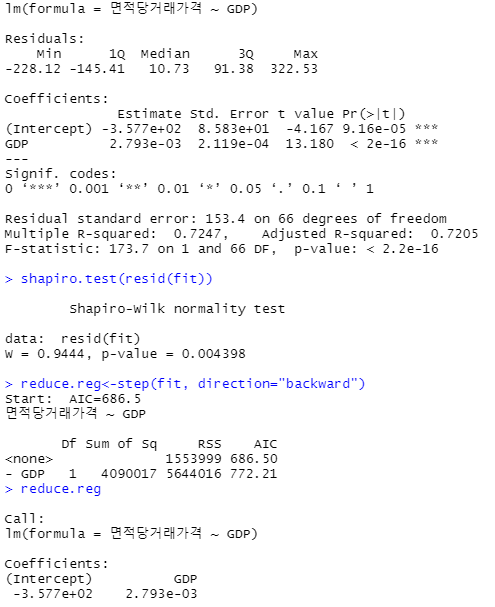 lm(formula = 면적당거래가격 ~ GDP)
Residuals:
    Min      1Q  Median      3Q     Max
-228.12 -145.41   10.73   91.38  322.53
Coefficients:
              Estimate Std. Error t value Pr(>|t|)
(Intercept) -3.577e+02  8.583e+01  -4.167 9.16e-05 ***
GDP          2.793e-03  2.119e-04  13.180  < 2e-16 ***
---
Signif. codes:
0 ‘***’ 0.001 ‘**’ 0.01 ‘*’ 0.05 ‘.’ 0.1 ‘ ’ 1
Residual standard error: 153.4 on 66 degrees of freedom
Multiple R-squared:  0.7247,    Adjusted R-squared:  0.7205
F-statistic: 173.7 on 1 and 66 DF,  p-value: < 2.2e-16
> shapiro.test(resid(fit))
        Shapiro-Wilk normality test
data:  resid(fit)
W = 0.9444, p-value = 0.004398
> reduce.reg<-step(fit, direction="backward")
Start:  AIC=686.5
면적당거래가격 ~ GDP
       Df Sum of Sq     RSS    AIC
<none>              1553999 686.50
- GDP   1   4090017 5644016 772.21
> reduce.reg
Call:
lm(formula = 면적당거래가격 ~ GDP)
Coefficients:
(Intercept)          GDP
 -3.577e+02    2.793e-03